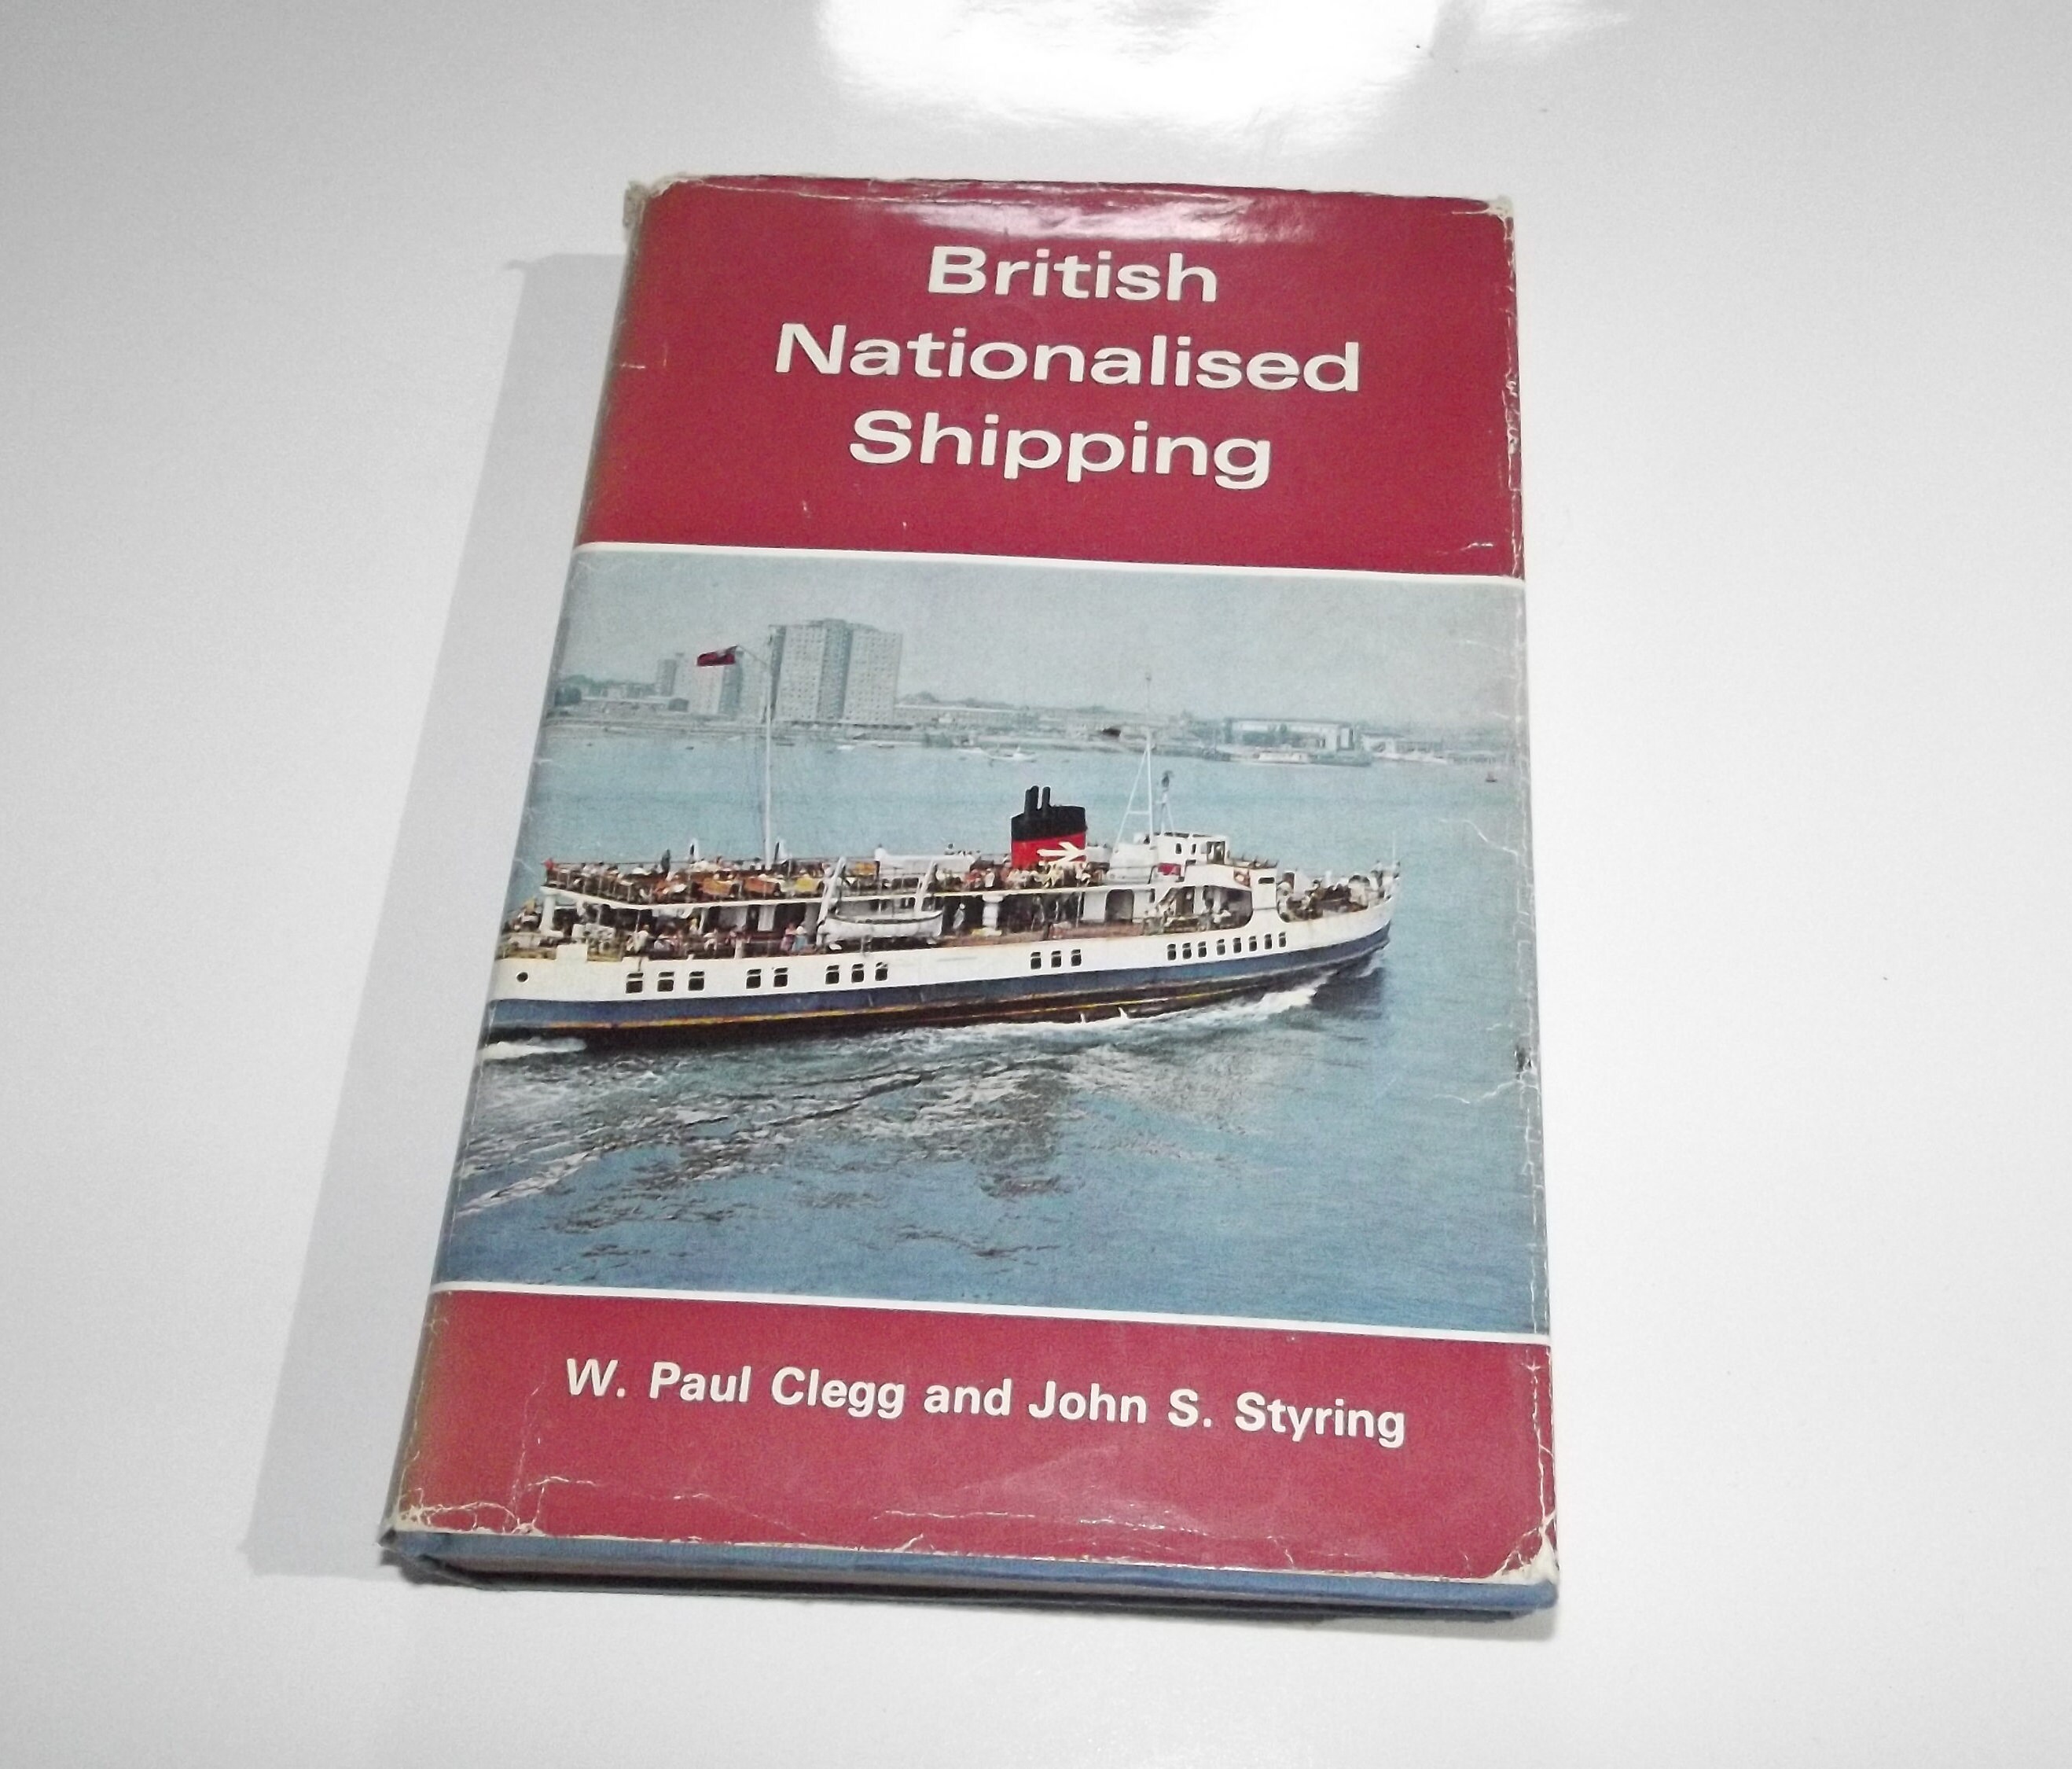 British
Nationalised
Shipping
W. Paul Clegg and John S. Styring